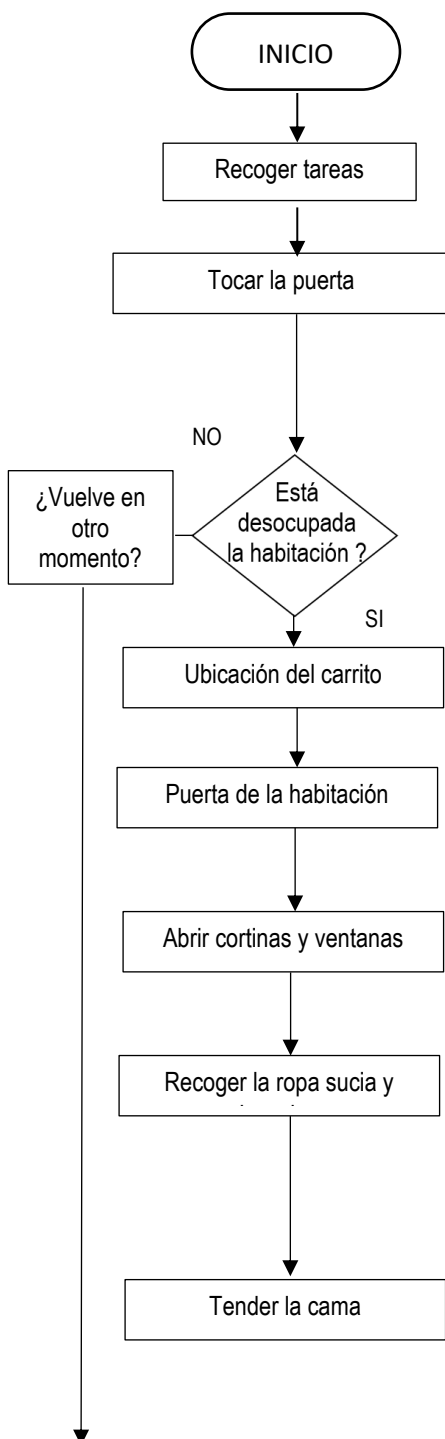 INICIO
Recoger tareas
Tocar la puerta
NO
¿Vuelve en
otro
momento?
Está
desocupada
la habitación ?
SI
Ubicación del carrito
Puerta de la habitación
Abrir cortinas y ventanas
Recoger la ropa sucia y
Tender la cama